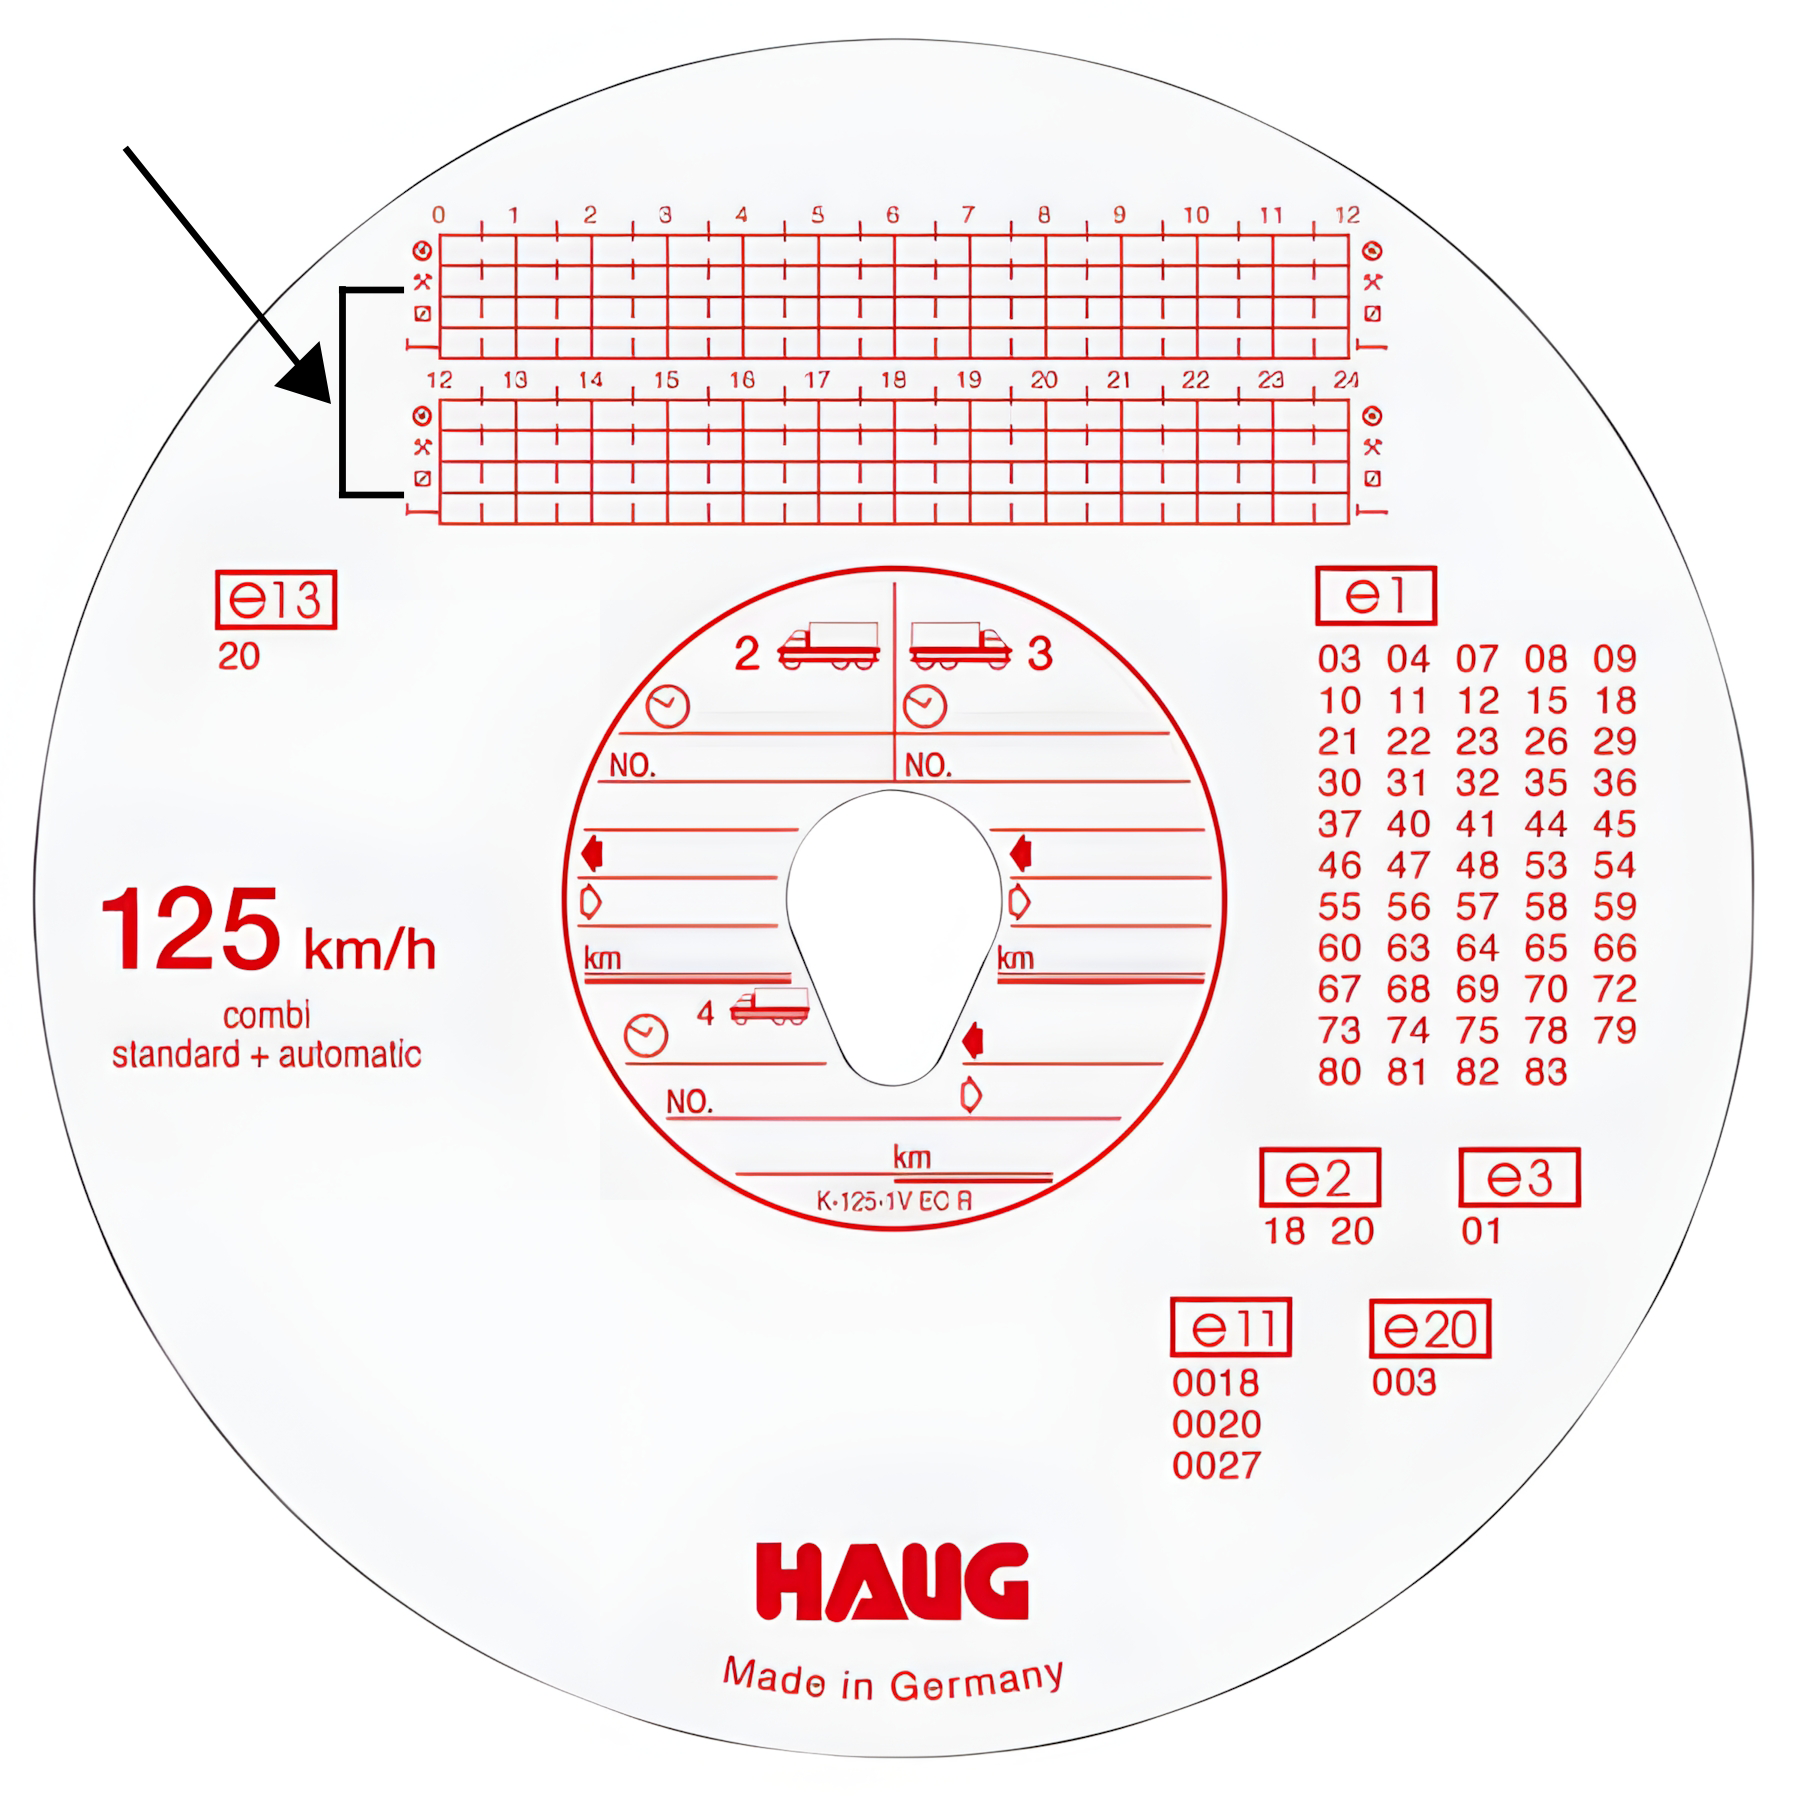 0 1 2 3 4 5 6 7 8 9 10 11 12
12 13 14 15 16 17 18 19 20 21 22 23 24
e13
20
2 3
NO. NO.
km km
4
NO.
km
K·125·1V EC R
125 km/h
combi
standard + automatic
e1
03 04 07 08 09
10 11 12 15 18
21 22 23 26 29
30 31 32 35 36
37 40 41 44 45
46 47 48 53 54
55 56 57 58 59
60 63 64 65 66
67 68 69 70 72
73 74 75 78 79
80 81 82 83
e2 e3
18 20 01
e11 e20
0018 003
0020
0027
HAUG
Made in Germany